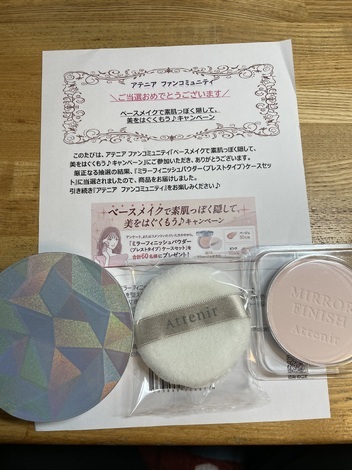 アテニア ファンコミュニティ
＼ご当選おめでとうございます／
ベースメイクで素肌っぽく隠して、
美をはぐくもう♪キャンペーン
このたびは、アテニア ファンコミュニティ「ベースメイクで素肌っぽく隠して、
美をはぐくもう♪キャンペーン」にご参加いただき、ありがとうございます。
厳正なる抽選の結果、『ミラーフィニッシュパウダー(プレストタイプ)ケースセッ
ト』に当選されましたので、商品をお届けしました。
引き続き『アテニア ファンコミュニティ』をお楽しみください♪
ベースメイクで素肌っぽく隠して、
美をはぐくもう♪キャンペーン
「ミラーフィニッシュパウダー
(プレストタイプ)ケースセット」を
合計60名様にプレゼント!
Attenir
MIRROR
FINISH
Attenir